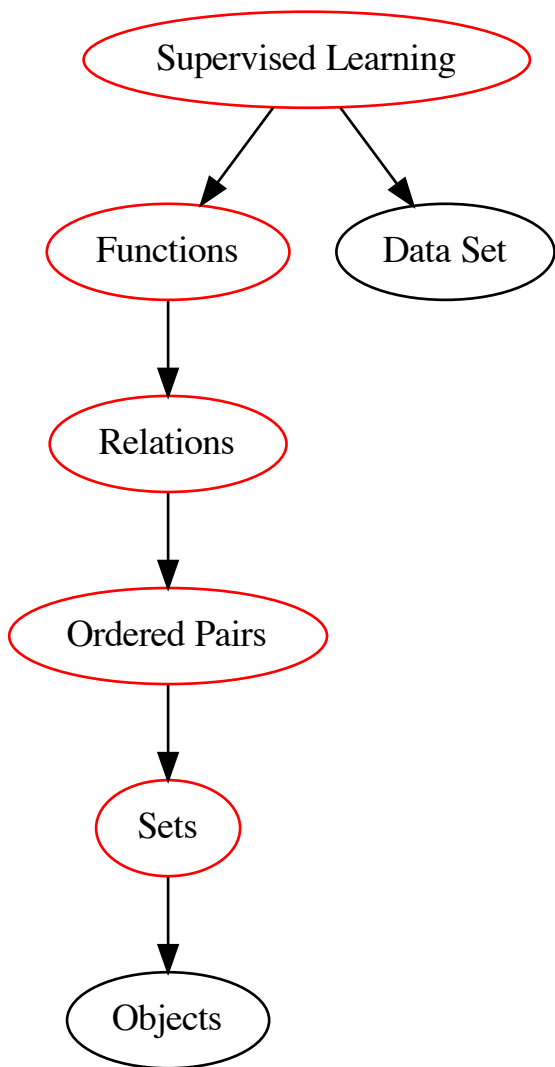 Supervised Learning
Functions
Data Set
Relations
Ordered Pairs
Sets
Objects